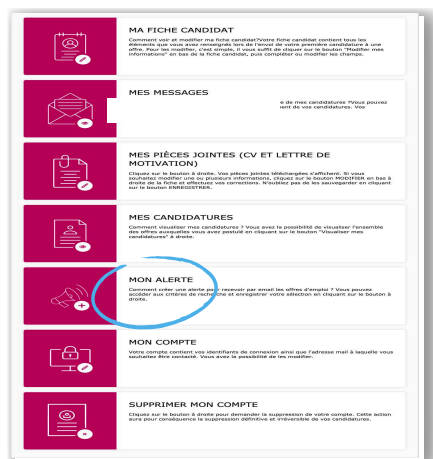 MA FICHE CANDIDAT
Comment voir et modifier ma fiche candidat?Votre fiche candidat contient tous les
éléments que vous avez renseignés lors de l'envoi de votre première candidature à une
offre. Pour les modifier, c'est simple, il vous suffit de cliquer sur le bouton "Modifier mes
informations" en bas de la fiche candidat, puis compléter ou modifier les champs.
MES MESSAGES
e de mes candidatures ?Vous pouvez
ient de vos candidatures. Vos
MES PIÈCES JOINTES (CV ET LETTRE DE
MOTIVATION)
Cliquez sur le bouton à droite. Vos pièces jointes téléchargées s'affichent. Si vous
souhaitez modifier une ou plusieurs informations, cliquez sur le bouton MODIFIER en bas à
droite de la fiche et effectuez vos corrections. N'oubliez pas de les sauvegarder en cliquant
sur le bouton ENREGISTRER.
MES CANDIDATURES
Comment visualiser mes candidatures ? Vous avez la possibilité de visualiser l'ensemble
des offres auxquelles vous avez postulé en cliquant sur le bouton "Visualiser mes
candidatures" à droite.
MON ALERTE
Comment créer une alerte pour recevoir par email les offres d'emploi ? Vous pouvez
accéder aux critères de recherche et enregistrer votre sélection en cliquant sur le bouton à
droite.
MON COMPTE
Votre compte contient vos identifiants de connexion ainsi que l'adresse mail à laquelle vous
souhaitez être contacté. Vous avez la possibilité de les modifier.
SUPPRIMER MON COMPTE
Cliquez sur le bouton à droite pour demander la suppression de votre compte. Cette action
aura pour conséquence la suppression définitive et irréversible de vos candidatures.